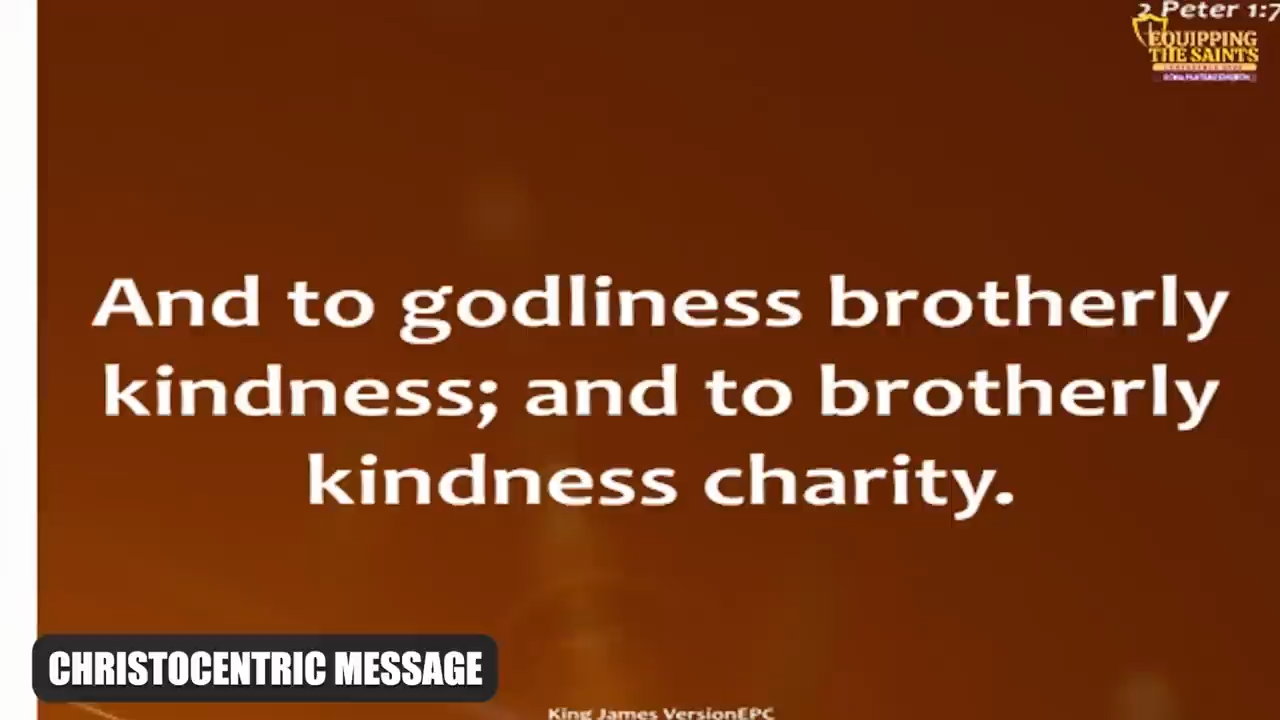 2 Peter 1:7
EQUIPPING
THE SAINTS
And to godliness brotherly
kindness; and to brotherly
kindness charity.
CHRISTOCENTRIC MESSAGE
King James VersionEPC